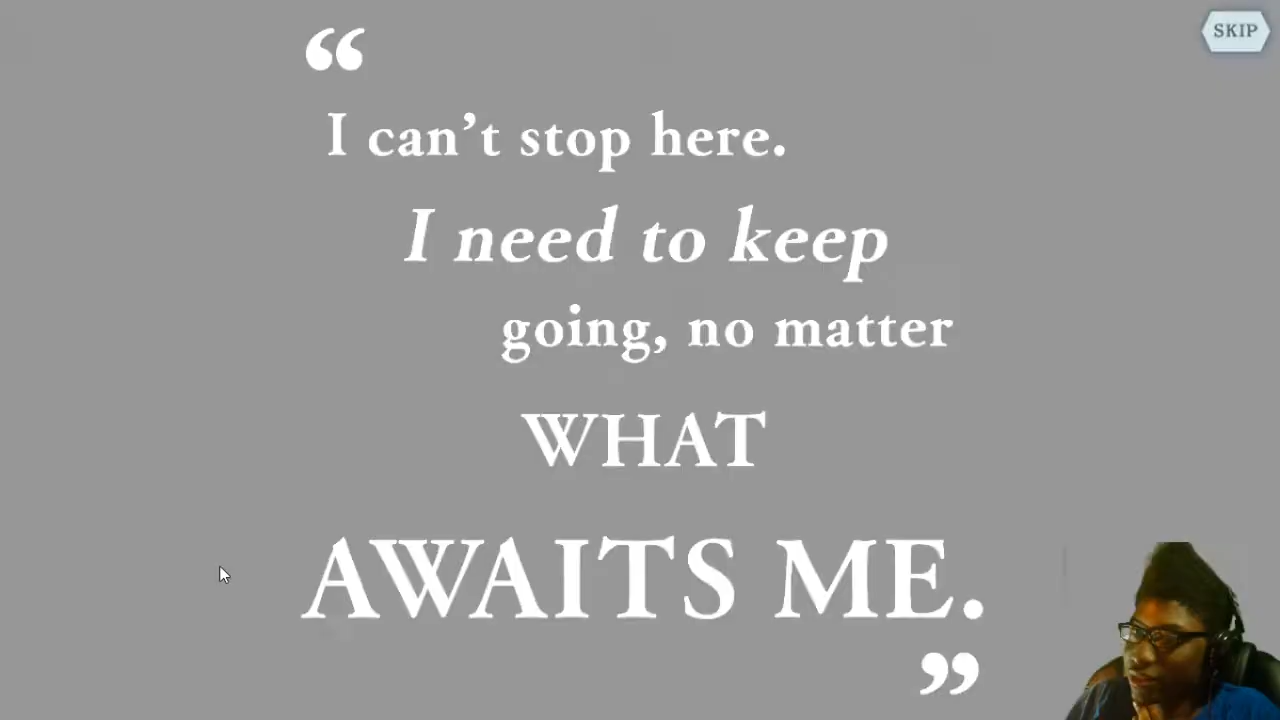 SKIP
“
I can’t stop here.
I need to keep
going, no matter
WHAT
AWAITS ME.
”